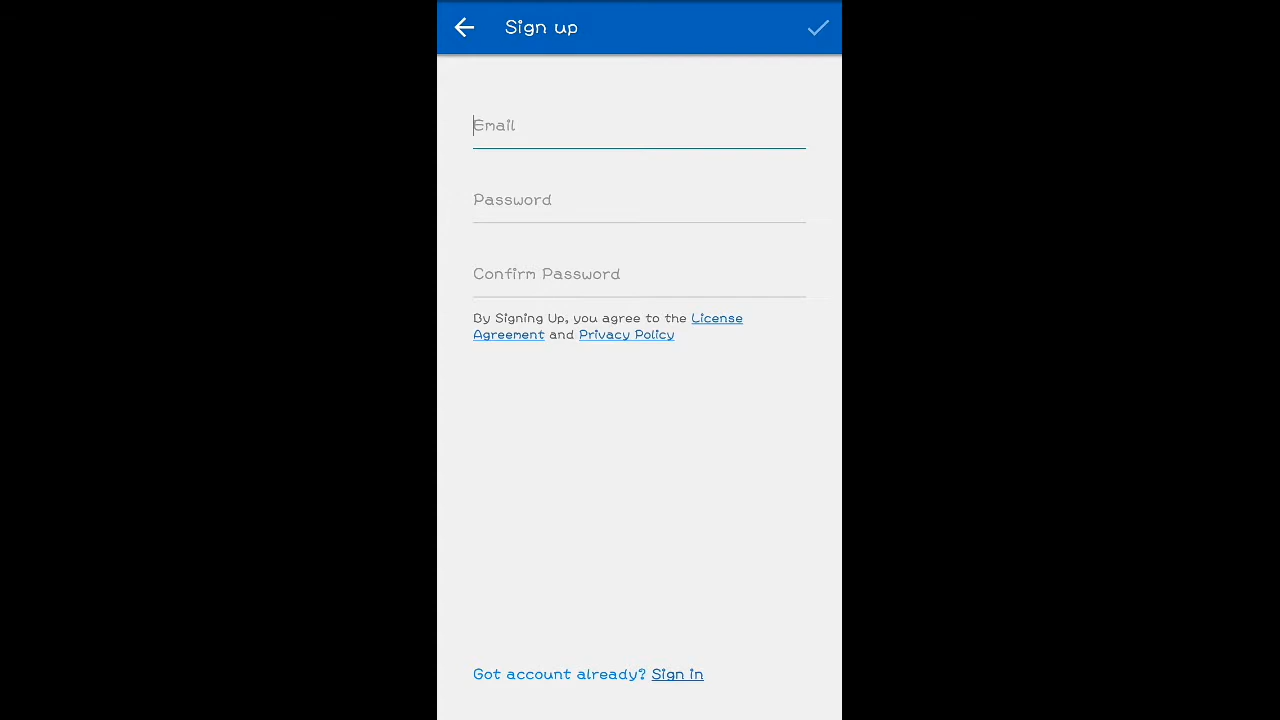 Sign up
Email
Password
Confirm Password
By Signing Up, you agree to the License
Agreement and Privacy Policy
Got account already? Sign in